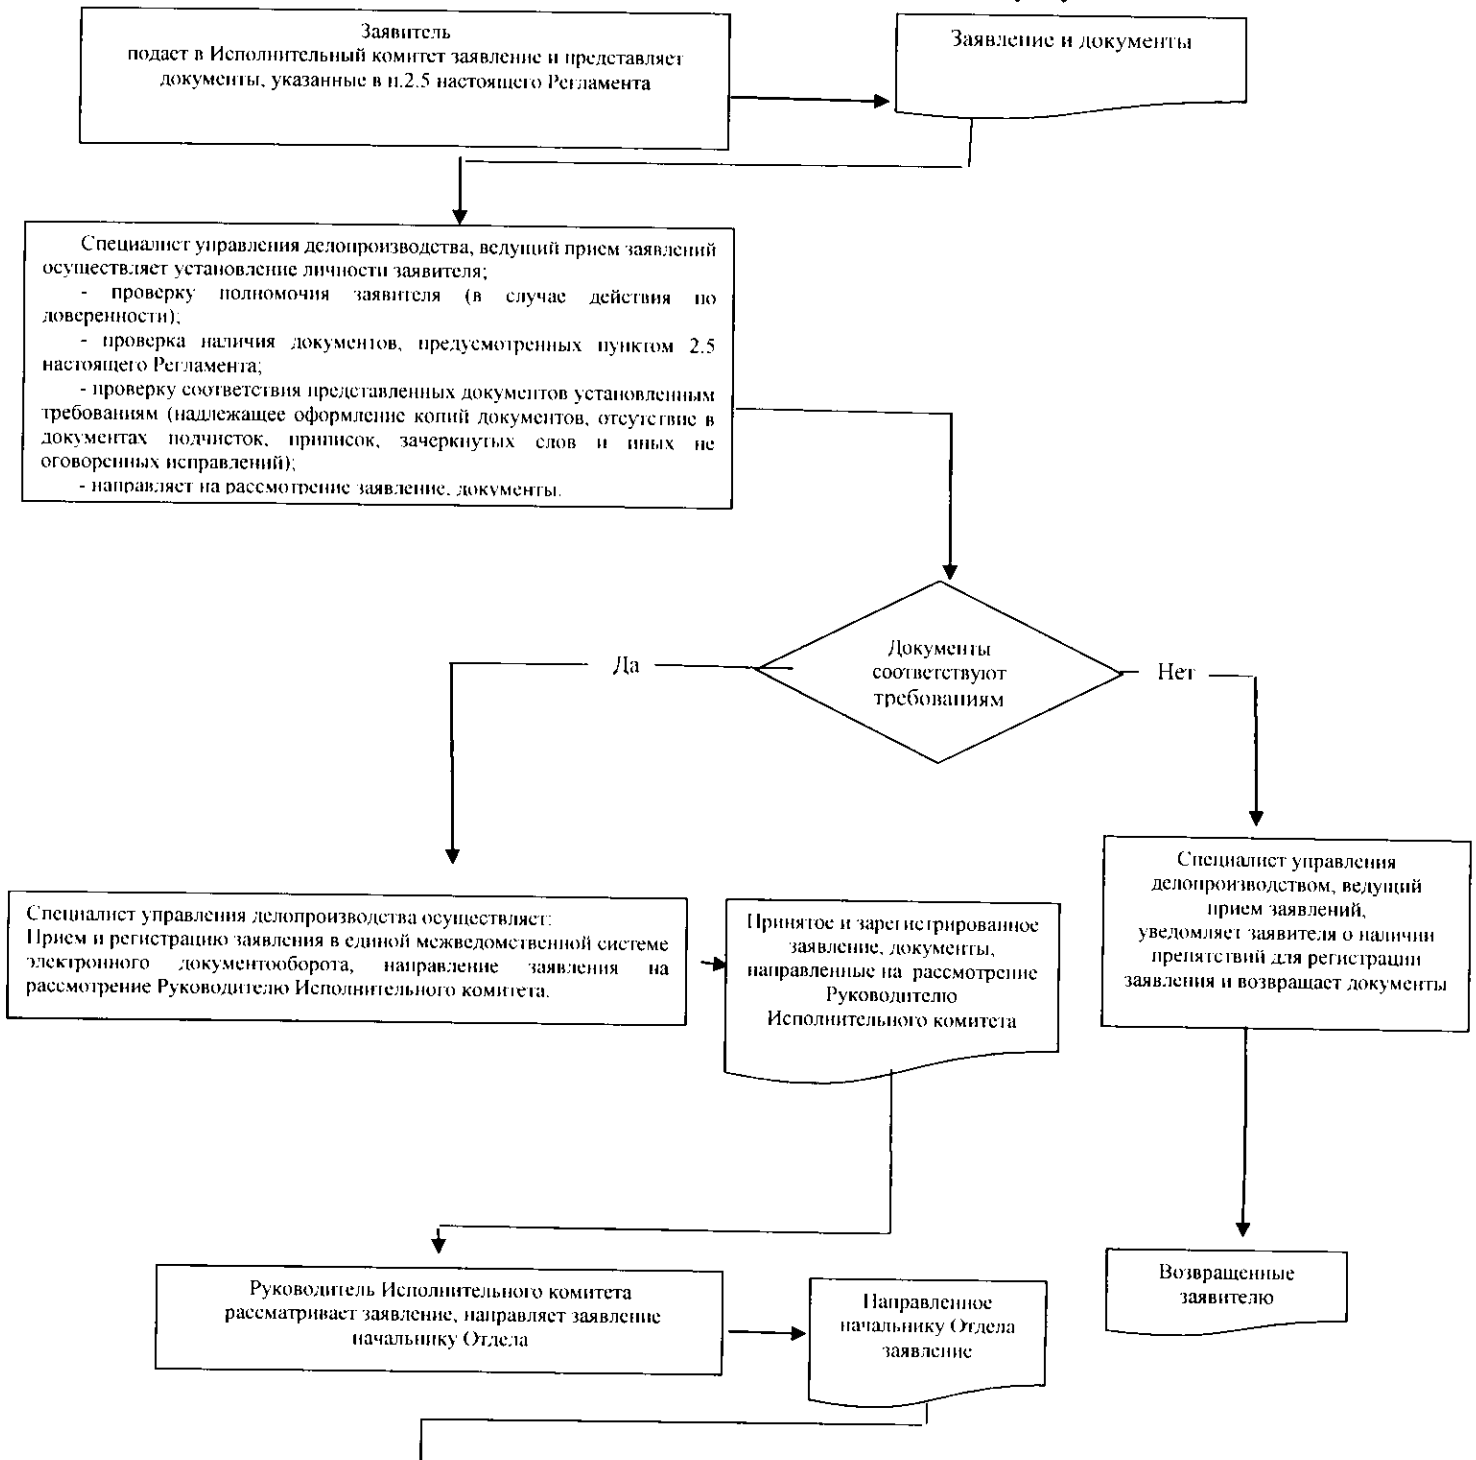 Заявитель
подает в Исполнительный комитет заявление и представляет
документы, указанные в п.2.5 настоящего Регламента
Заявление и документы
Специалист управления делопроизводства, ведущий прием заявлений
осуществляет установление личности заявителя;
- проверку полномочия заявителя (в случае действия по
доверенности);
- проверка наличия документов, предусмотренных пунктом 2.5
настоящего Регламента;
- проверку соответствия представленных документов установленным
требованиям (надлежащее оформление копий документов, отсутствие в
документах подчисток, приписок, зачеркнутых слов и иных не
оговоренных исправлений);
- направляет на рассмотрение заявление, документы.
Документы
соответствуют
требованиям
Да
Нет
Специалист управления
делопроизводством, ведущий
прием заявлений,
уведомляет заявителя о наличии
препятствий для регистрации
заявления и возвращает документы
Специалист управления делопроизводства осуществляет:
Прием и регистрацию заявления в единой межведомственной системе
электронного документооборота, направление заявления на
рассмотрение Руководителю Исполнительного комитета.
Принятое и зарегистрированное
заявление, документы,
направленные на рассмотрение
Руководителю
Исполнительного комитета
Руководитель Исполнительного комитета
рассматривает заявление, направляет заявление
начальнику Отдела
Направленное
начальнику Отдела
заявление
Возвращенные
заявителю